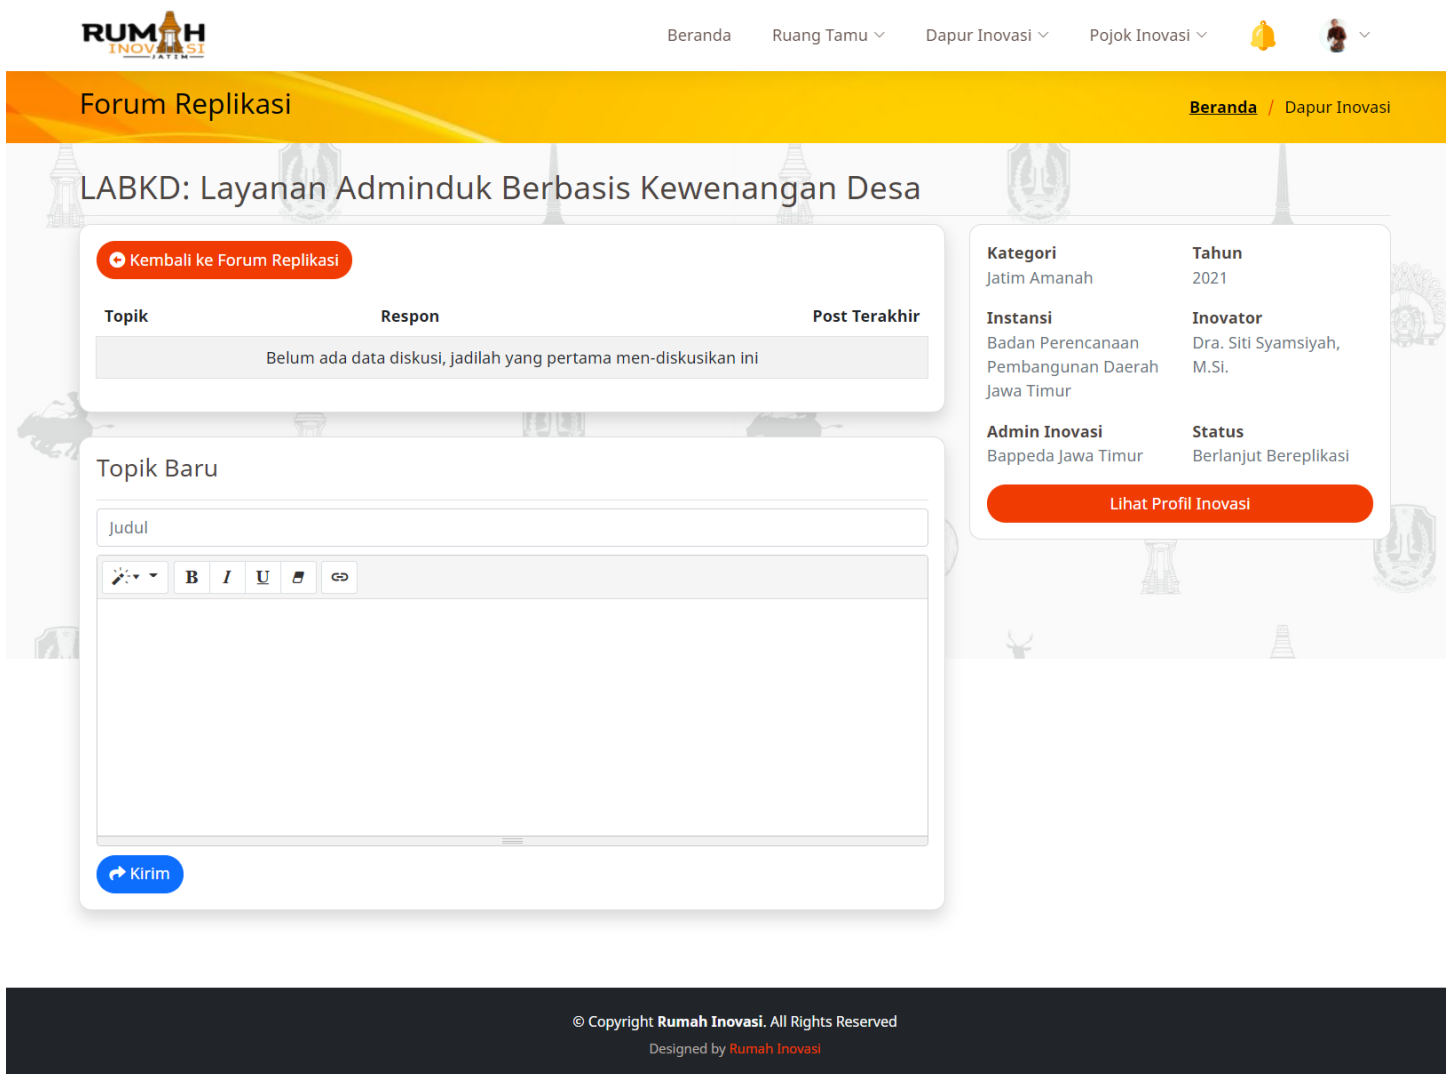 RUMAH
INOVASI
JATIM
Beranda
Ruang Tamu
Dapur Inovasi
Pojok Inovasi
Forum Replikasi
Beranda / Dapur Inovasi
LABKD: Layanan Adminduk Berbasis Kewenangan Desa
Kembali ke Forum Replikasi
Topik Respon Post Terakhir
Belum ada data diskusi, jadilah yang pertama men-diskusikan ini
Topik Baru
Judul
B I U
Kirim
Kategori
Jatim Amanah
Tahun
2021
Instansi
Badan Perencanaan
Pembangunan Daerah
Jawa Timur
Inovator
Dra. Siti Syamsiyah,
M.Si.
Admin Inovasi
Bappeda Jawa Timur
Status
Berlanjut Bereplikasi
Lihat Profil Inovasi
© Copyright Rumah Inovasi. All Rights Reserved
Designed by Rumah Inovasi